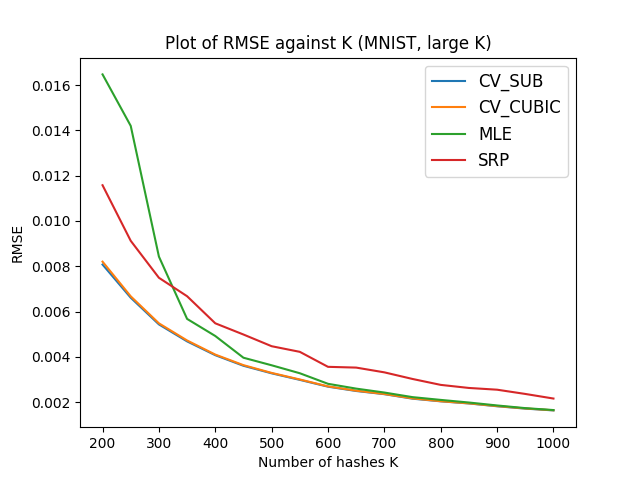 Plot of RMSE against K (MNIST, large K)
CV_SUB
CV_CUBIC
MLE
SRP
RMSE
0.016
0.014
0.012
0.010
0.008
0.006
0.004
0.002
200 300 400 500 600 700 800 900 1000
Number of hashes K